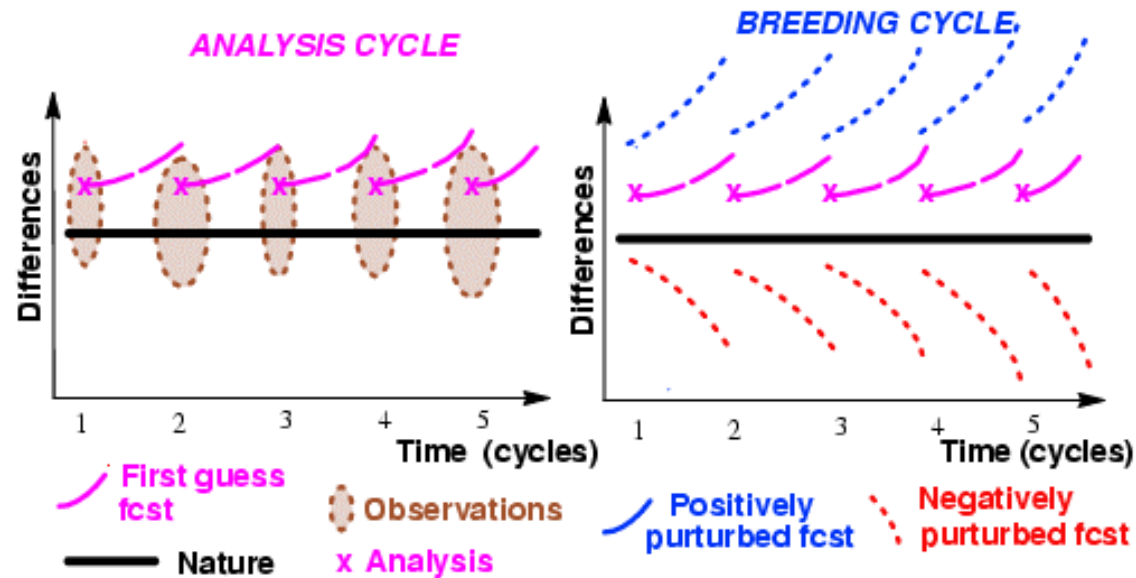 ANALYSIS CYCLE
Differences
x x x x x
1 2 3 4 5
Time (cycles)
BREEDING CYCLE
Differences
x x x x x
1 2 3 4 5
Time (cycles)
First guess
fcst
Observations
Nature
x Analysis
Positively
purturbed fcst
Negatively
purturbed fcst